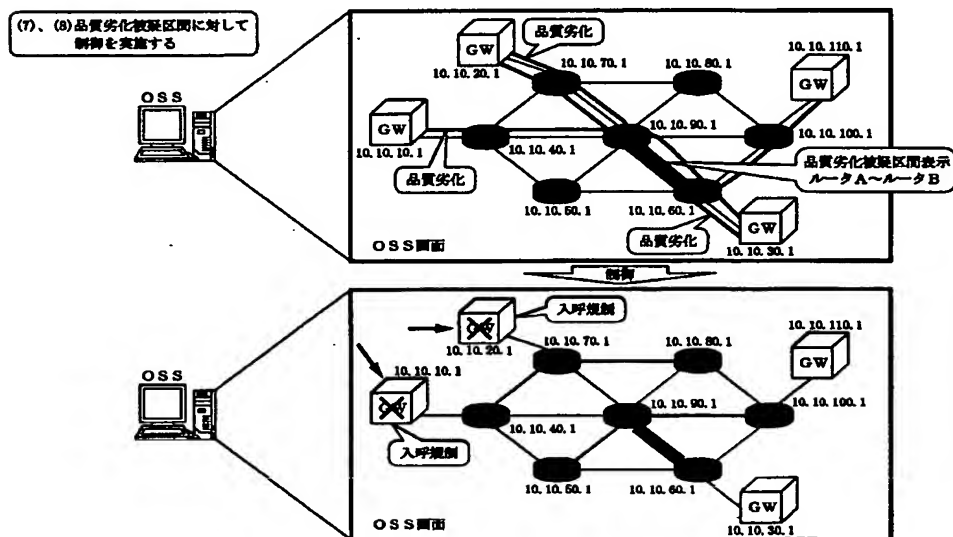 (7)、(8)品質劣化被疑区間に対して
制御を実施する
OSS
品質劣化
GW
10.10.20.1
10.10.70.1
10.10.80.1
10.10.110.1
GW
GW
10.10.10.1
10.10.40.1
10.10.90.1
10.10.100.1
品質劣化
品質劣化被疑区間表示
ルータA～ルータB
10.10.50.1
10.10.60.1
品質劣化
GW
10.10.30.1
OSS画面
制御
入呼規制
GW
10.10.20.1
10.10.70.1
10.10.80.1
10.10.110.1
GW
OSS
10.10.10.1
GW
10.10.40.1
10.10.90.1
10.10.100.1
入呼規制
10.10.50.1
10.10.60.1
GW
10.10.30.1
OSS画面